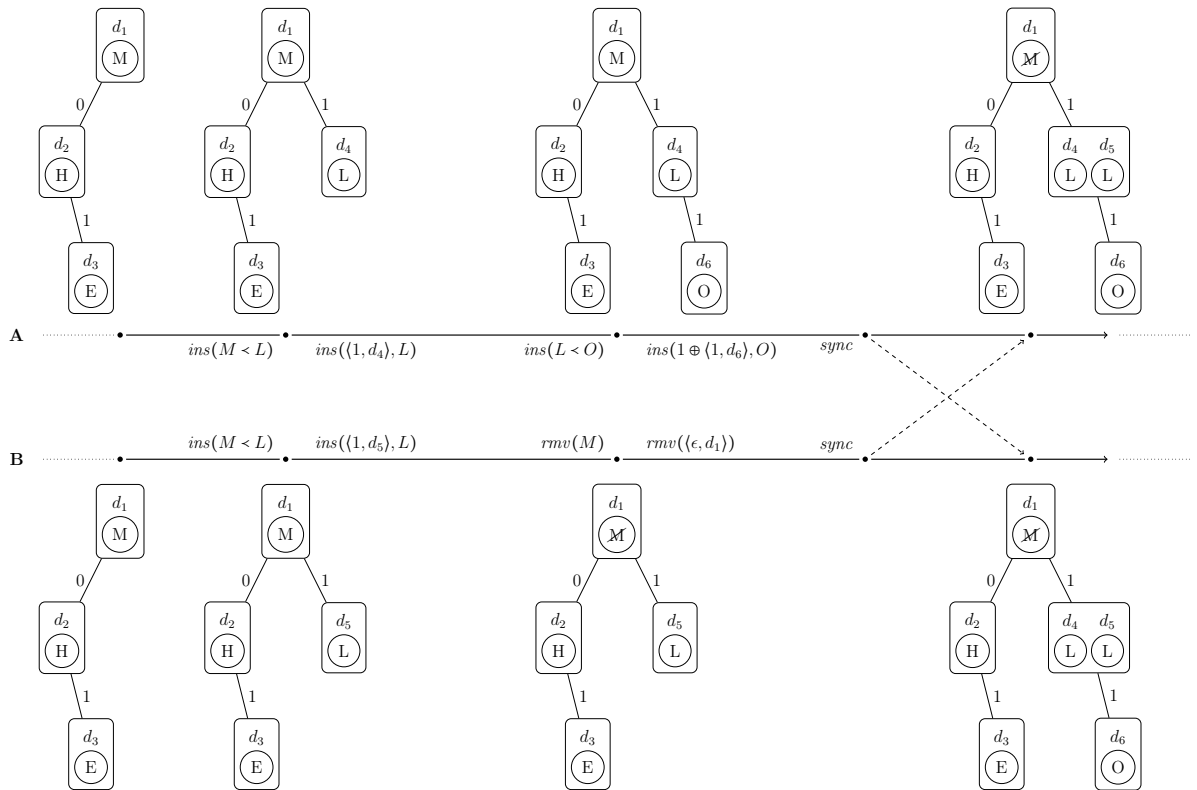 d1 d1 d1 d1
M M M M
0 0 1 0 1 0 1
d2 d2 d4 d2 d4 d2 d4 d5
H H L H L H L L
1 1 1 1 1 1
d3 d3 d3 d6 d3 d6
E E E O E O
A
ins(M ≺ L) ins(⟨1, d4⟩, L) ins(L ≺ O) ins(1 ⊕ ⟨1, d6⟩, O) sync
ins(M ≺ L) ins(⟨1, d5⟩, L) rmv(M) rmv(⟨ϵ, d1⟩) sync
B
d1 d1 d1 d1
M M M M
0 0 1 0 1 0 1
d2 d2 d5 d2 d5 d2 d4 d5
H H L H L H L L
1 1 1 1 1
d3 d3 d3 d3 d6
E E E E O